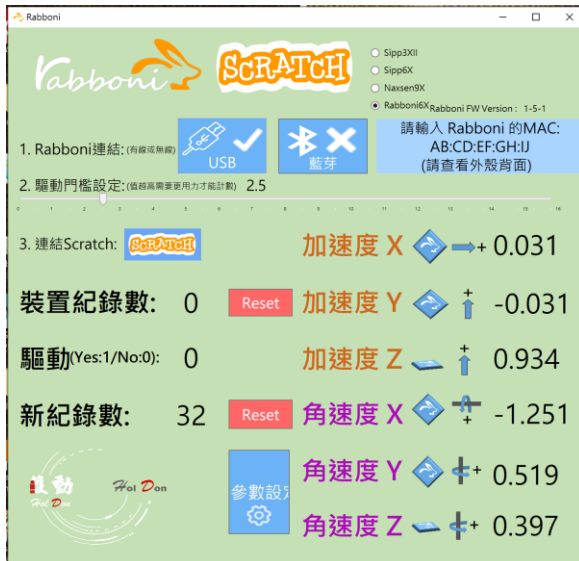 Rabboni
rabboni
SCRATCH
Sipp3XII
Sipp6X
Naxsen9X
Rabboni6X
Rabboni FW Version : 1-5-1
1. Rabboni連結:(有線或無線)
USB
藍芽
請輸入 Rabboni 的MAC:
AB:CD:EF:GH:IJ
(請查看外殼背面)
2. 驅動門檻設定:(值越高需要更用力才能計數) 2.5
0 1 2 3 4 5 6 7 8 9 10 11 12 13 14 15 16
3. 連結Scratch: SCRATCH
加速度 X + 0.031
裝置紀錄數: 0 Reset
加速度 Y + -0.031
驅動(Yes:1/No:0): 0
加速度 Z + 0.934
新紀錄數: 32 Reset
角速度 X + -1.251
參數設
角速度 Y + 0.519
角速度 Z + 0.397
動
Hol Don
Hol Don